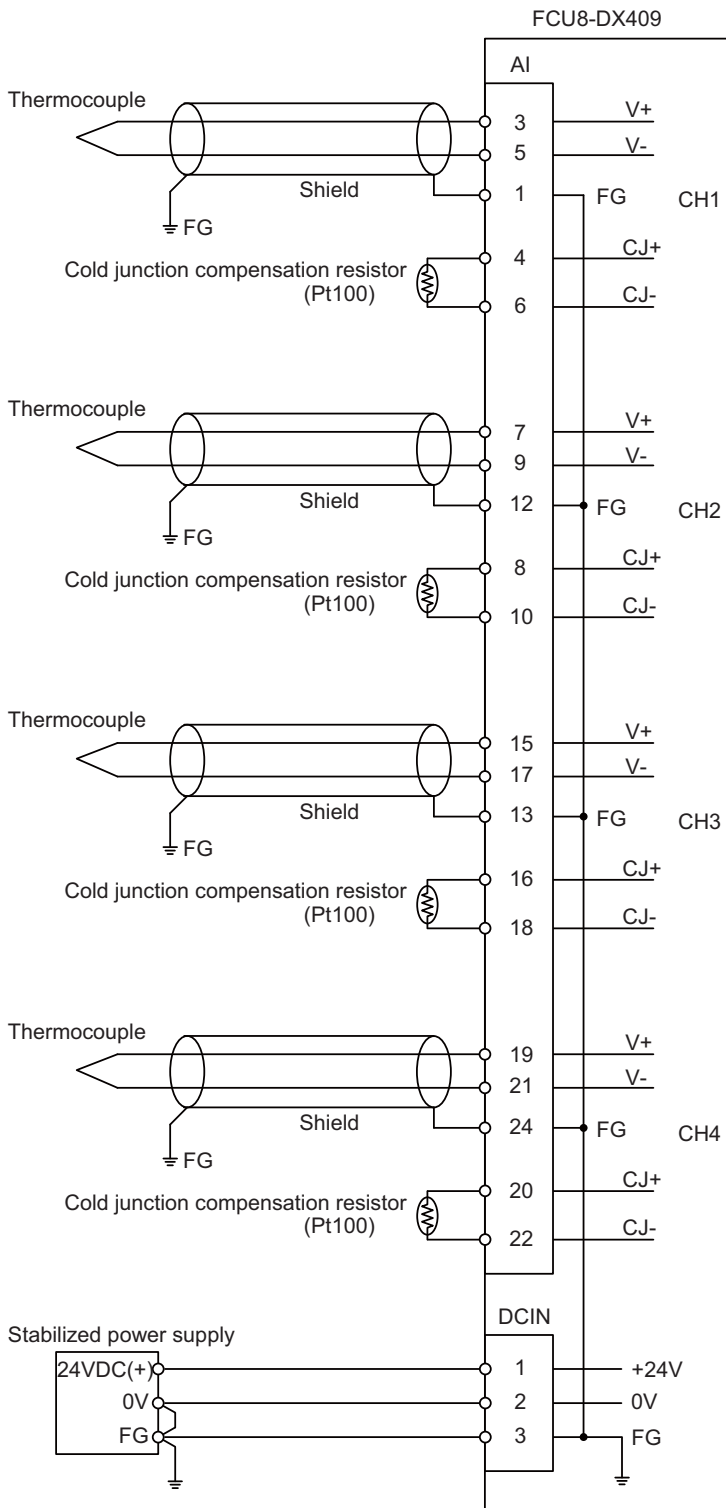 FCU8-DX409
AI
Thermocouple
3 V+
5 V-
Shield 1 FG CH1
FG
Cold junction compensation resistor 4 CJ+
(Pt100) 6 CJ-
Thermocouple
7 V+
9 V-
Shield 12 FG CH2
FG
Cold junction compensation resistor 8 CJ+
(Pt100) 10 CJ-
Thermocouple
15 V+
17 V-
Shield 13 FG CH3
FG
Cold junction compensation resistor 16 CJ+
(Pt100) 18 CJ-
Thermocouple
19 V+
21 V-
Shield 24 FG CH4
FG
Cold junction compensation resistor 20 CJ+
(Pt100) 22 CJ-
DCIN
Stabilized power supply
24VDC(+) 1 +24V
0V 2 0V
FG 3 FG